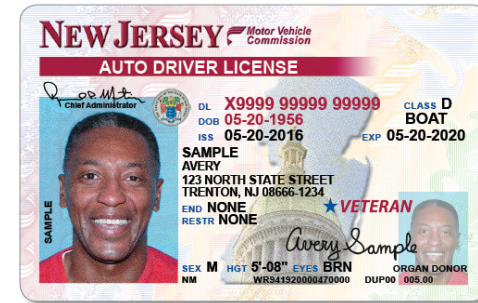 NEW JERSEY Motor Vehicle Commission
AUTO DRIVER LICENSE
Chief Administrator
DL X9999 99999 99999 CLASS D
DOB 05-20-1956 BOAT
ISS 05-20-2016 EXP 05-20-2020
SAMPLE
AVERY
123 NORTH STATE STREET
TRENTON, NJ 08666-1234
END NONE
RESTR NONE
VETERAN
SAMPLE
Avery Sample
SEX M HGT 5'-08" EYES BRN ORGAN DONOR
NM WR941920000470000 DUP00 005.00